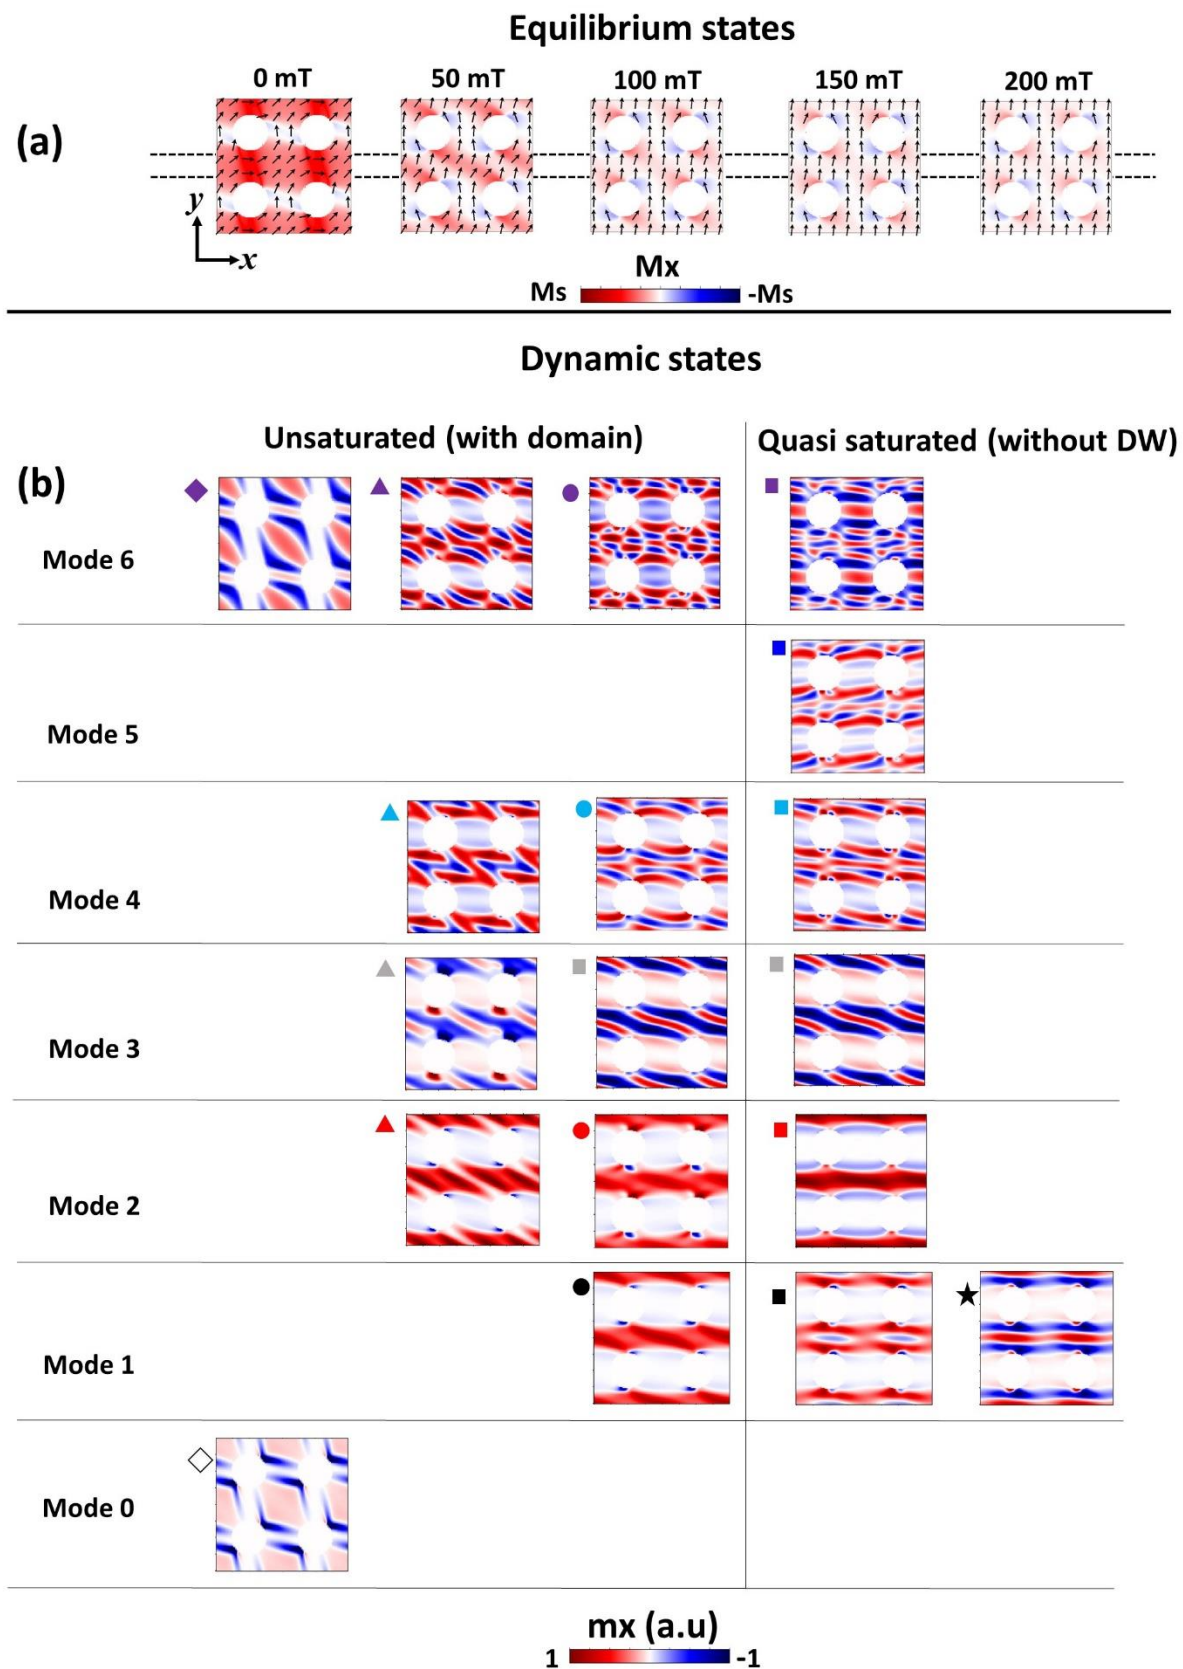 Equilibrium states
0 mT 50 mT 100 mT 150 mT 200 mT
(a)
y
x
Mx
Ms -Ms
Dynamic states
Unsaturated (with domain) Quasi saturated (without DW)
(b)
Mode 6
Mode 5
Mode 4
Mode 3
Mode 2
Mode 1
Mode 0
mx (a.u)
1 -1